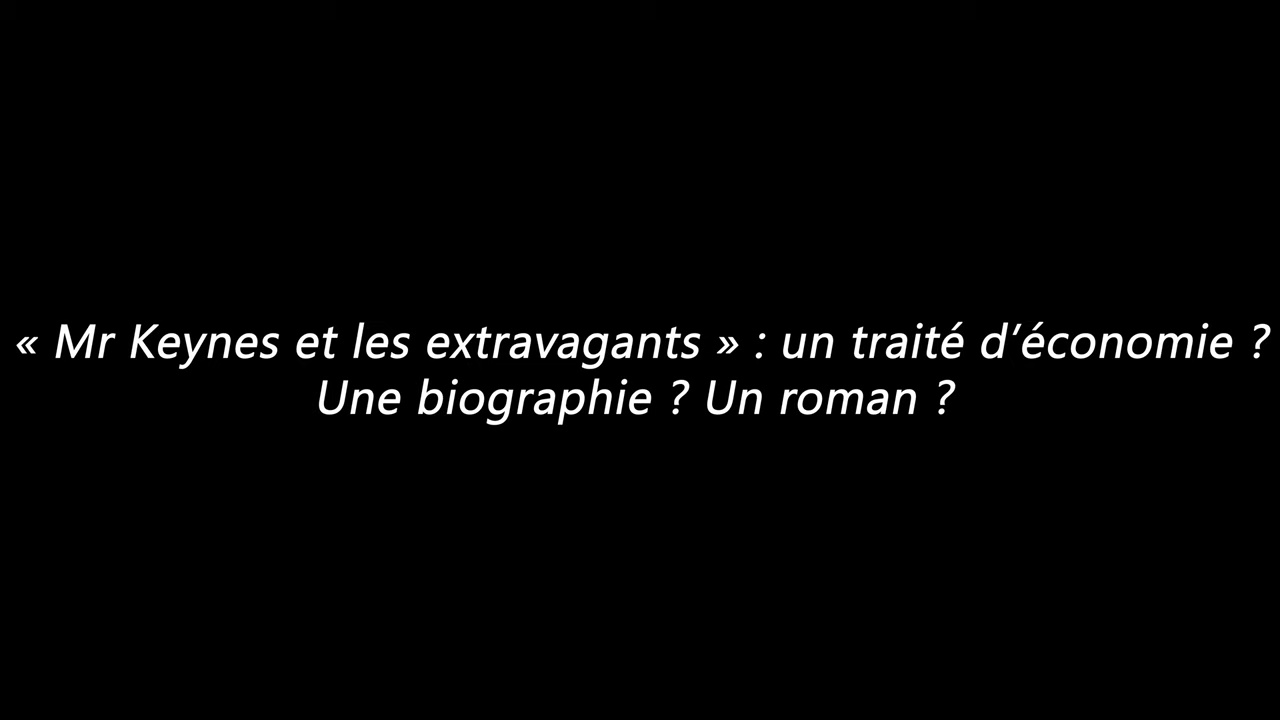 « Mr Keynes et les extravagants » : un traité d’économie ?
Une biographie ? Un roman ?